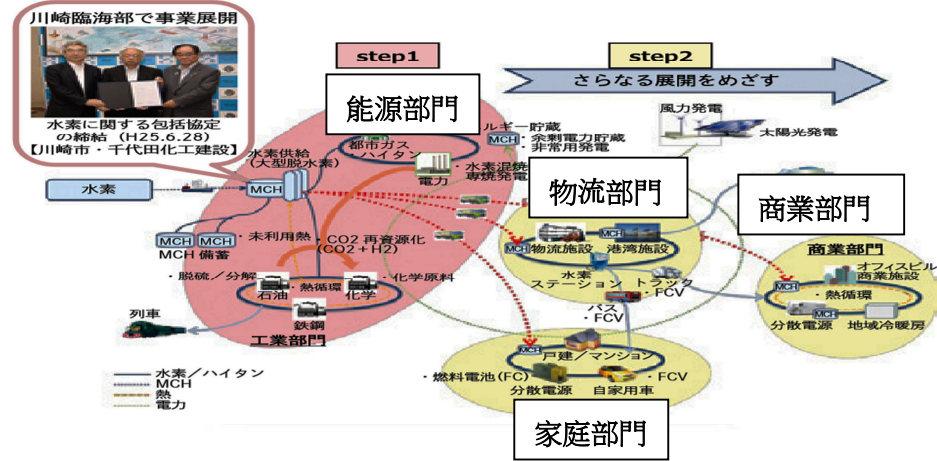 川崎臨海部で事業展開
水素に関する包括協定
の締結（H25.6.28）
【川崎市・千代田化工建設】
step1
step2
さらなる展開をめざす
能源部門
都市ガス
・ハイタン
電力
ルギー貯蔵
・余剰電力貯蔵
・非常用発電
MCH
・水素混焼
専焼発電
風力発電
太陽光発電
水素供給
（大型脱水素）
水素
MCH
MCH
MCH
MCH 備蓄
・未利用熱
・CO2 再資源化
（CO2＋H2）
・脱硫／分解
・化学原料
石油
・熱循環
化学
鉄鋼
工業部門
列車
物流部門
MCH
物流施設
港湾施設
水素
ステーション
トラック
・FCV
バス
・FCV
商業部門
商業部門
MCH
オフィスビル
商業施設
・熱循環
分散電源
MCH
地域冷暖房
MCH
戸建／マンション
・燃料電池(FC)
分散電源
自家用車
・FCV
家庭部門
水素／ハイタン
MCH
熱
電力